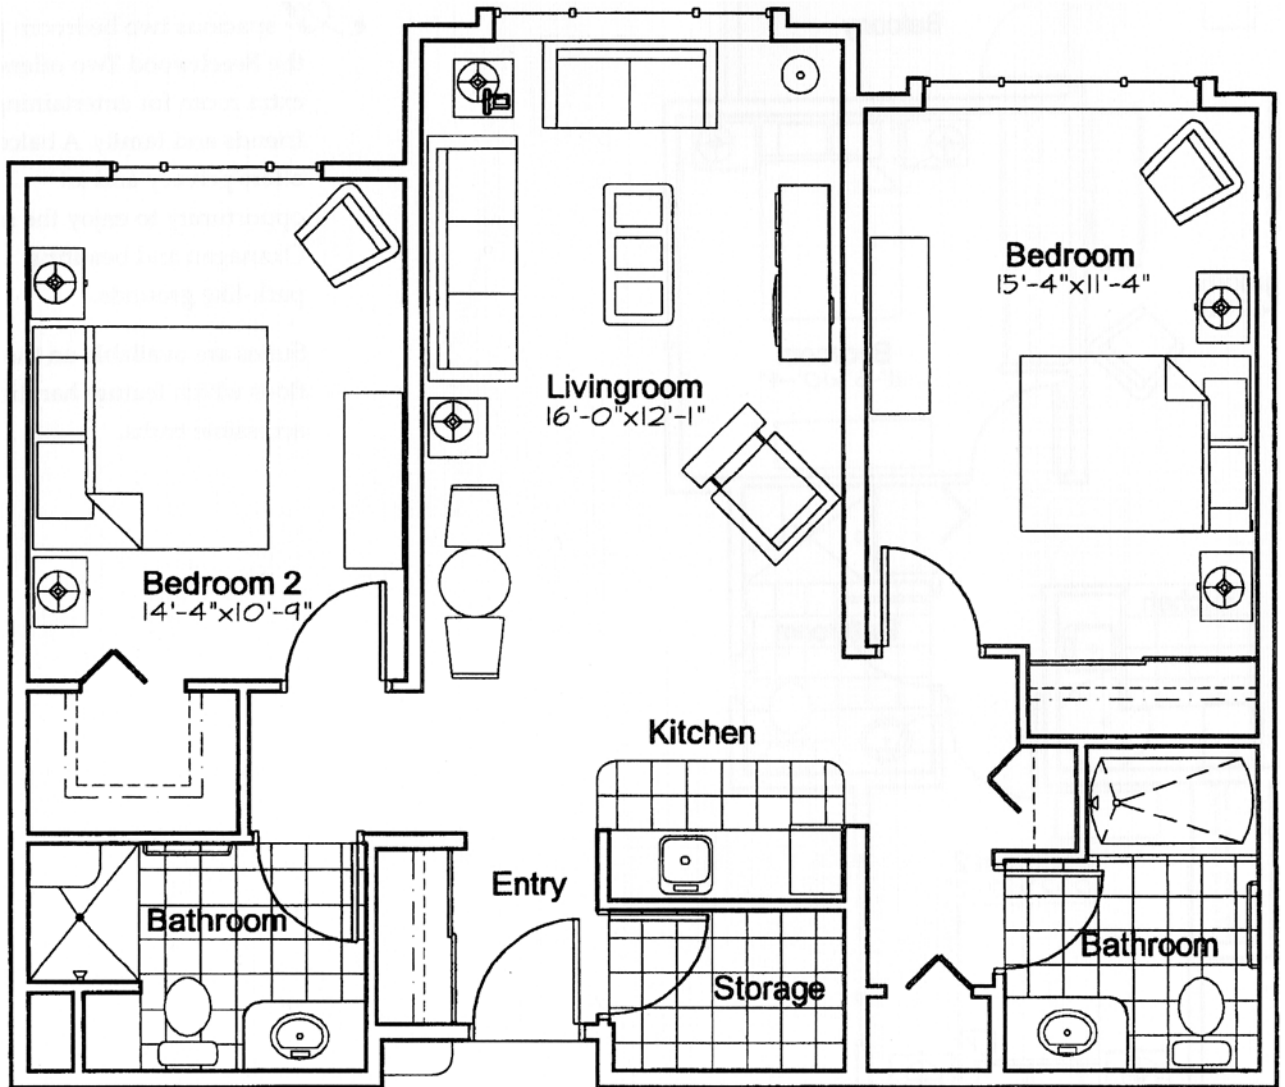 Bedroom
15'-4"x11'-4"
Livingroom
16'-0"x12'-1"
Bedroom 2
14'-4"x10'-9"
Kitchen
Entry
Bathroom
Bathroom
Storage